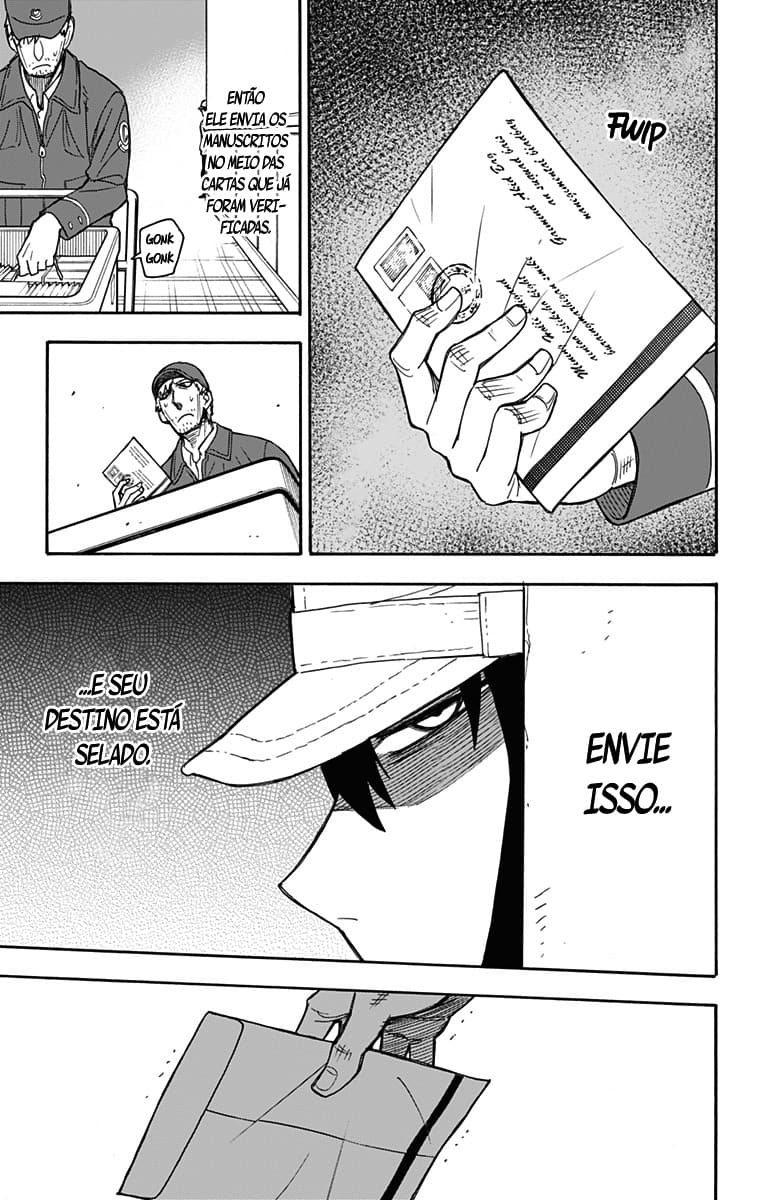 FWIP
ENTÃO
ELE ENVIA OS
MANUSCRITOS
NO MEIO DAS
CARTAS QUE JÁ
FORAM VERI-
FICADAS.
GONK
GONK
ENVIE
ISSO...
...E SEU
DESTINO ESTÁ
SELADO.